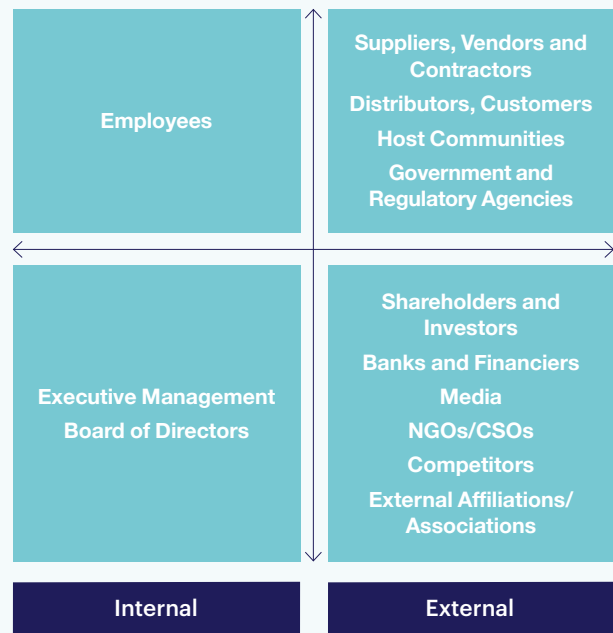 Employees
Suppliers, Vendors and
Contractors
Distributors, Customers
Host Communities
Government and
Regulatory Agencies
Executive Management
Board of Directors
Shareholders and
Investors
Banks and Financiers
Media
NGOs/CSOs
Competitors
External Affiliations/
Associations
Internal
External